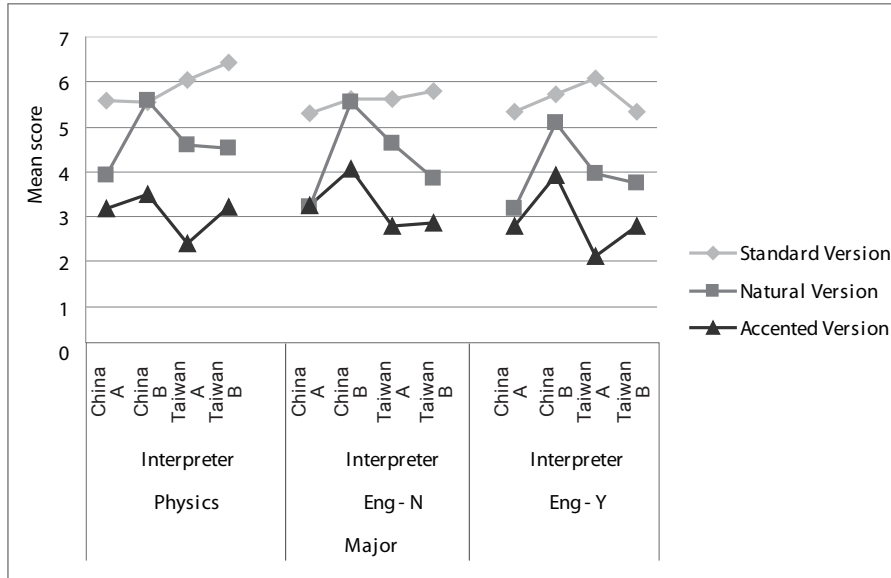 7
6
5
4
3
2
1
0
Mean score
China A
China B
Taiwan A
Taiwan B
China A
China B
Taiwan A
Taiwan B
China A
China B
Taiwan A
Taiwan B
Interpreter
Interpreter
Interpreter
Physics
Eng - N
Eng - Y
Major
Standard Version
Natural Version
Accented Version